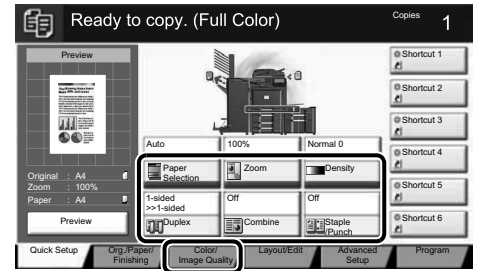 Ready to copy. (Full Color)
Copies
1
Preview
Original : A4
Zoom : 100%
Paper : A4
Preview
Auto
100%
Normal 0
Paper
Selection
Zoom
Density
1-sided
>>1-sided
Off
Off
Duplex
Combine
Staple
/Punch
Shortcut 1
Shortcut 2
Shortcut 3
Shortcut 4
Shortcut 5
Shortcut 6
Quick Setup
Org./Paper/
Finishing
Color/
Image Quality
Layout/Edit
Advanced
Setup
Program